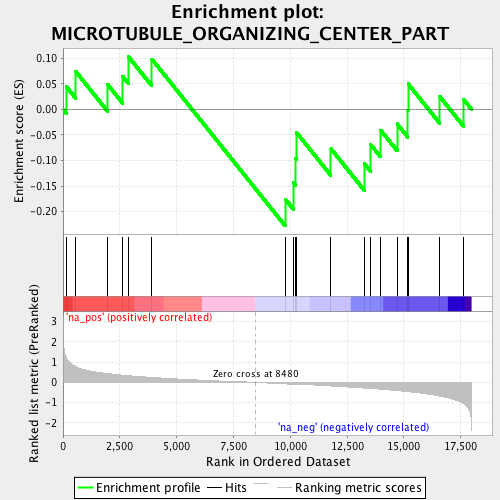 Enrichment plot:
MICROTUBULE_ORGANIZING_CENTER_PART
Enrichment score (ES)
0.10
0.05
0.00
-0.05
-0.10
-0.15
-0.20
'na_pos' (positively correlated)
Ranked list metric (PreRanked)
3
2
1
0
-1
-2
Zero cross at 8480
'na_neg' (negatively correlated)
0 2,500 5,000 7,500 10,000 12,500 15,000 17,500
Rank in Ordered Dataset
Enrichment profile Hits Ranking metric scores